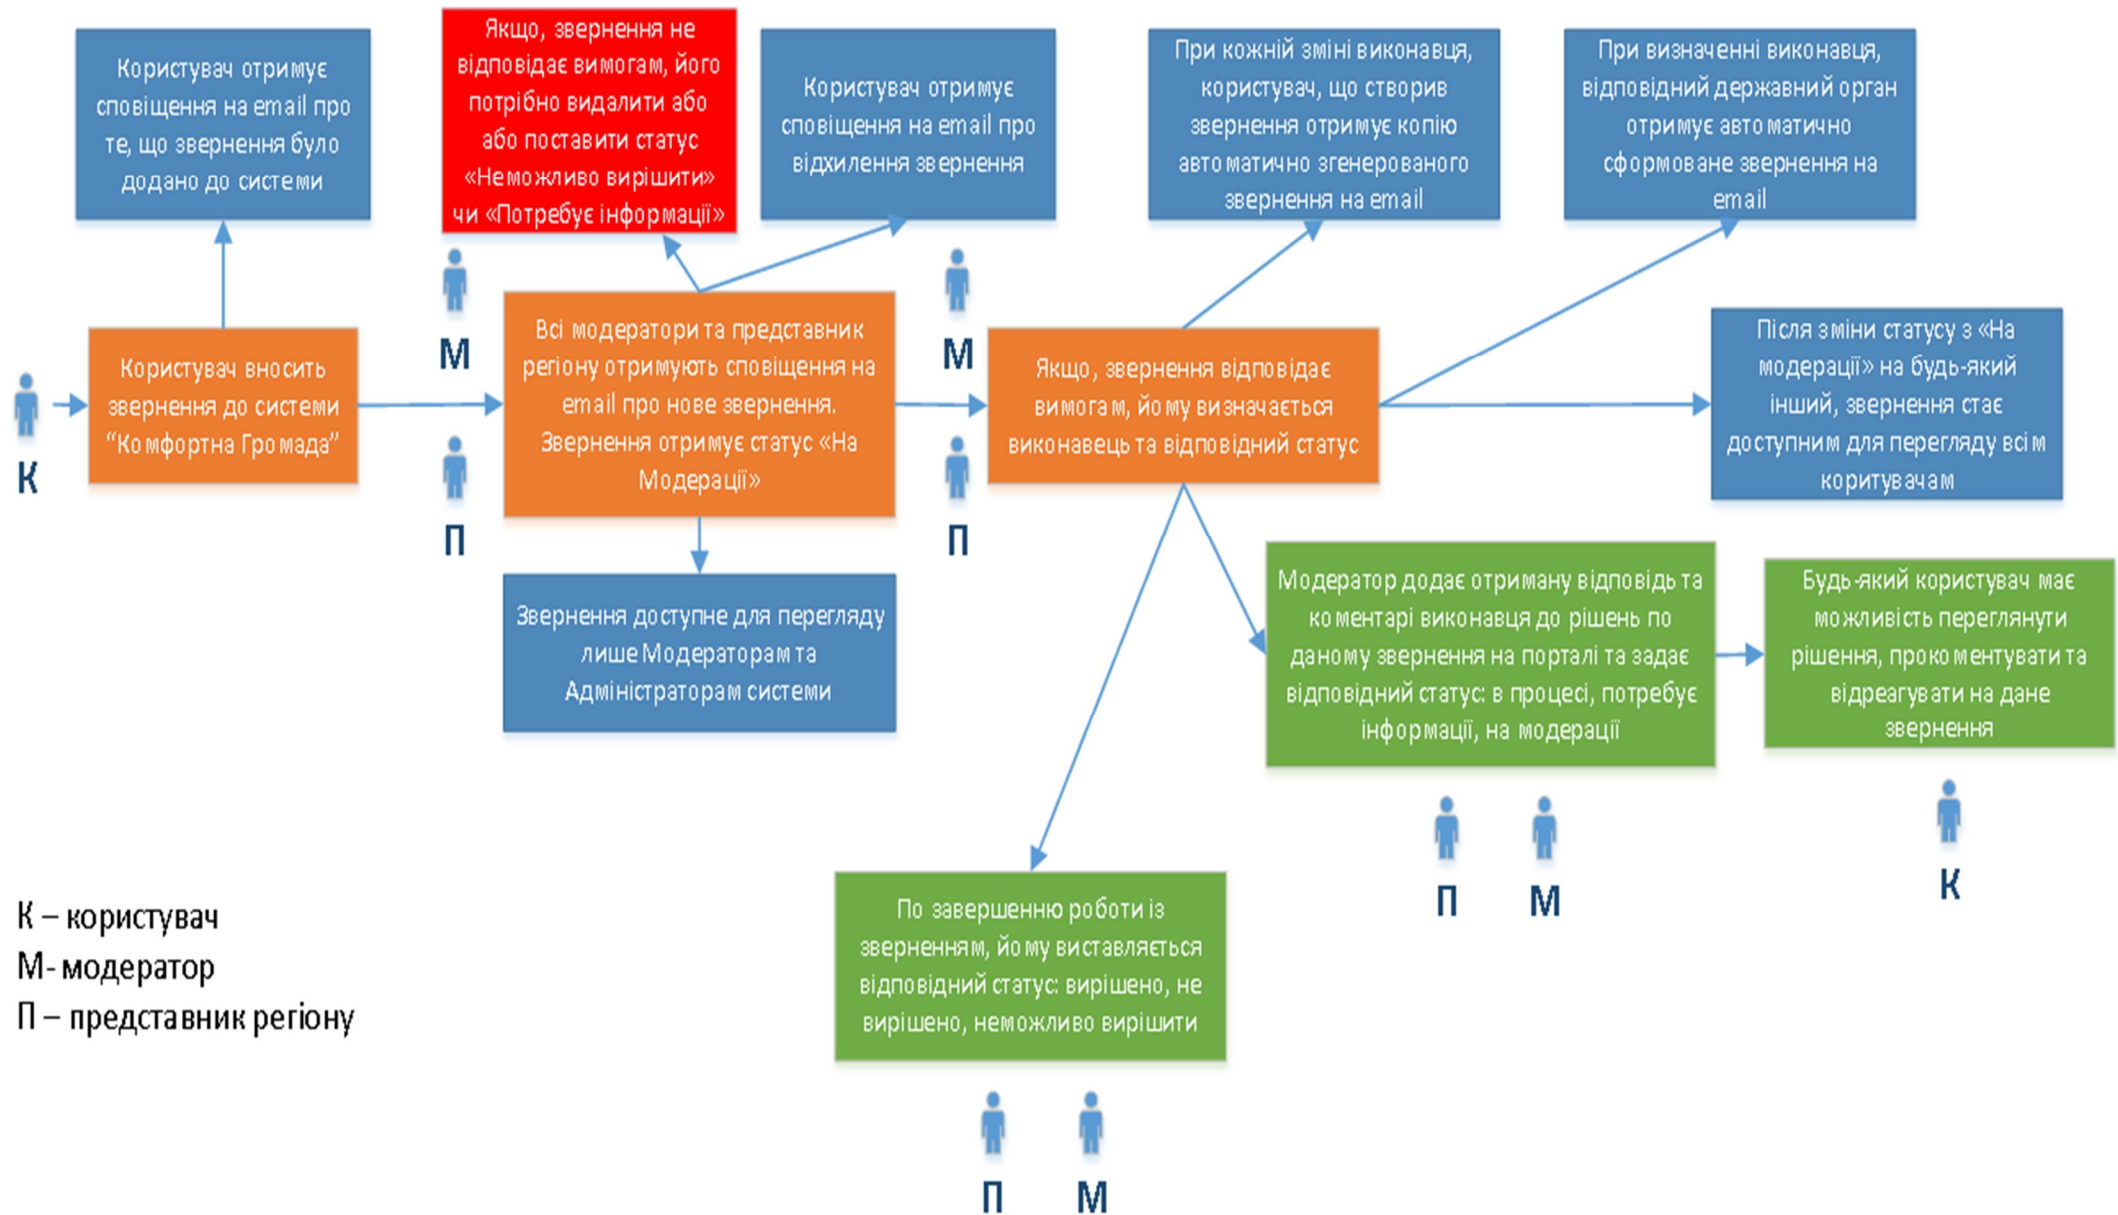 Користувач отримує
сповіщення на email про
те, що звернення було
додано до системи
Якщо, звернення не
відповідає вимогам, його
потрібно видалити або
або поставити статус
«Неможливо вирішити»
чи «Потребує інформації»
Користувач отримує
сповіщення на email про
відхилення звернення
При кожній зміні виконавця,
користувач, що створив
звернення отримує копію
автоматично згенерованого
звернення на email
При визначенні виконавця,
відповідний державний орган
отримує автоматично
сформоване звернення на
email
К
Користувач вносить
звернення до системи
“Комфортна Громада”
М
П
Всі модератори та представник
регіону отримують сповіщення на
email про нове звернення.
Звернення отримує статус «На
Модерації»
М
П
Якщо, звернення відповідає
вимогам, йому визначається
виконавець та відповідний статус
Після зміни статусу з «На
модерації» на будь-який
інший, звернення стає
доступним для перегляду всім
коритувачам
Звернення доступне для перегляду
лише Модераторам та
Адміністраторам системи
Модератор додає отриману відповідь та
коментарі виконавця до рішень по
даному звернення на порталі та задає
відповідний статус: в процесі, потребує
інформації, на модерації
П
М
Будь-який користувач має
можливість переглянути
рішення, прокоментувати та
відреагувати на дане
звернення
К
По завершенню роботи із
зверненням, йому виставляється
відповідний статус: вирішено, не
вирішено, неможливо вирішити
П
М
К – користувач
М- модератор
П – представник регіону